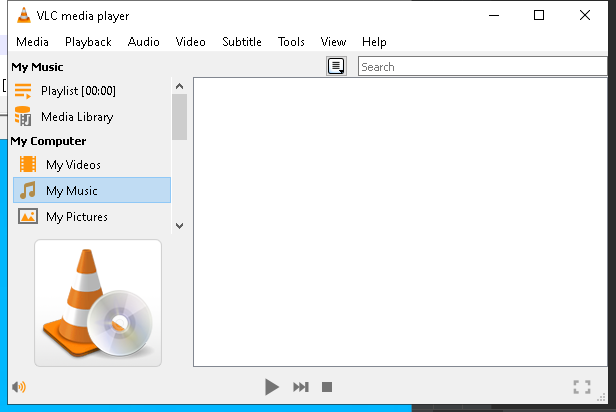 VLC media player
Media Playback Audio Video Subtitle Tools View Help
My Music
Search
Playlist [00:00]
Media Library
My Computer
My Videos
My Music
My Pictures